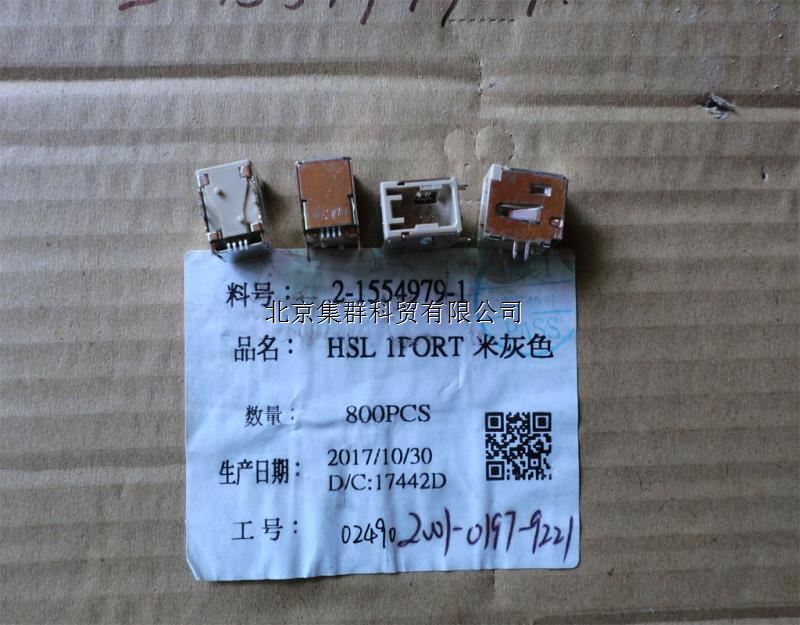 料号： 2-1554979-1
北京集群科贸有限公司
品名： HSL 1PORT 米灰色
数量： 800PCS
生产日期： 2017/10/30
D/C:17442D
工号： 02490 2001-0197-9221